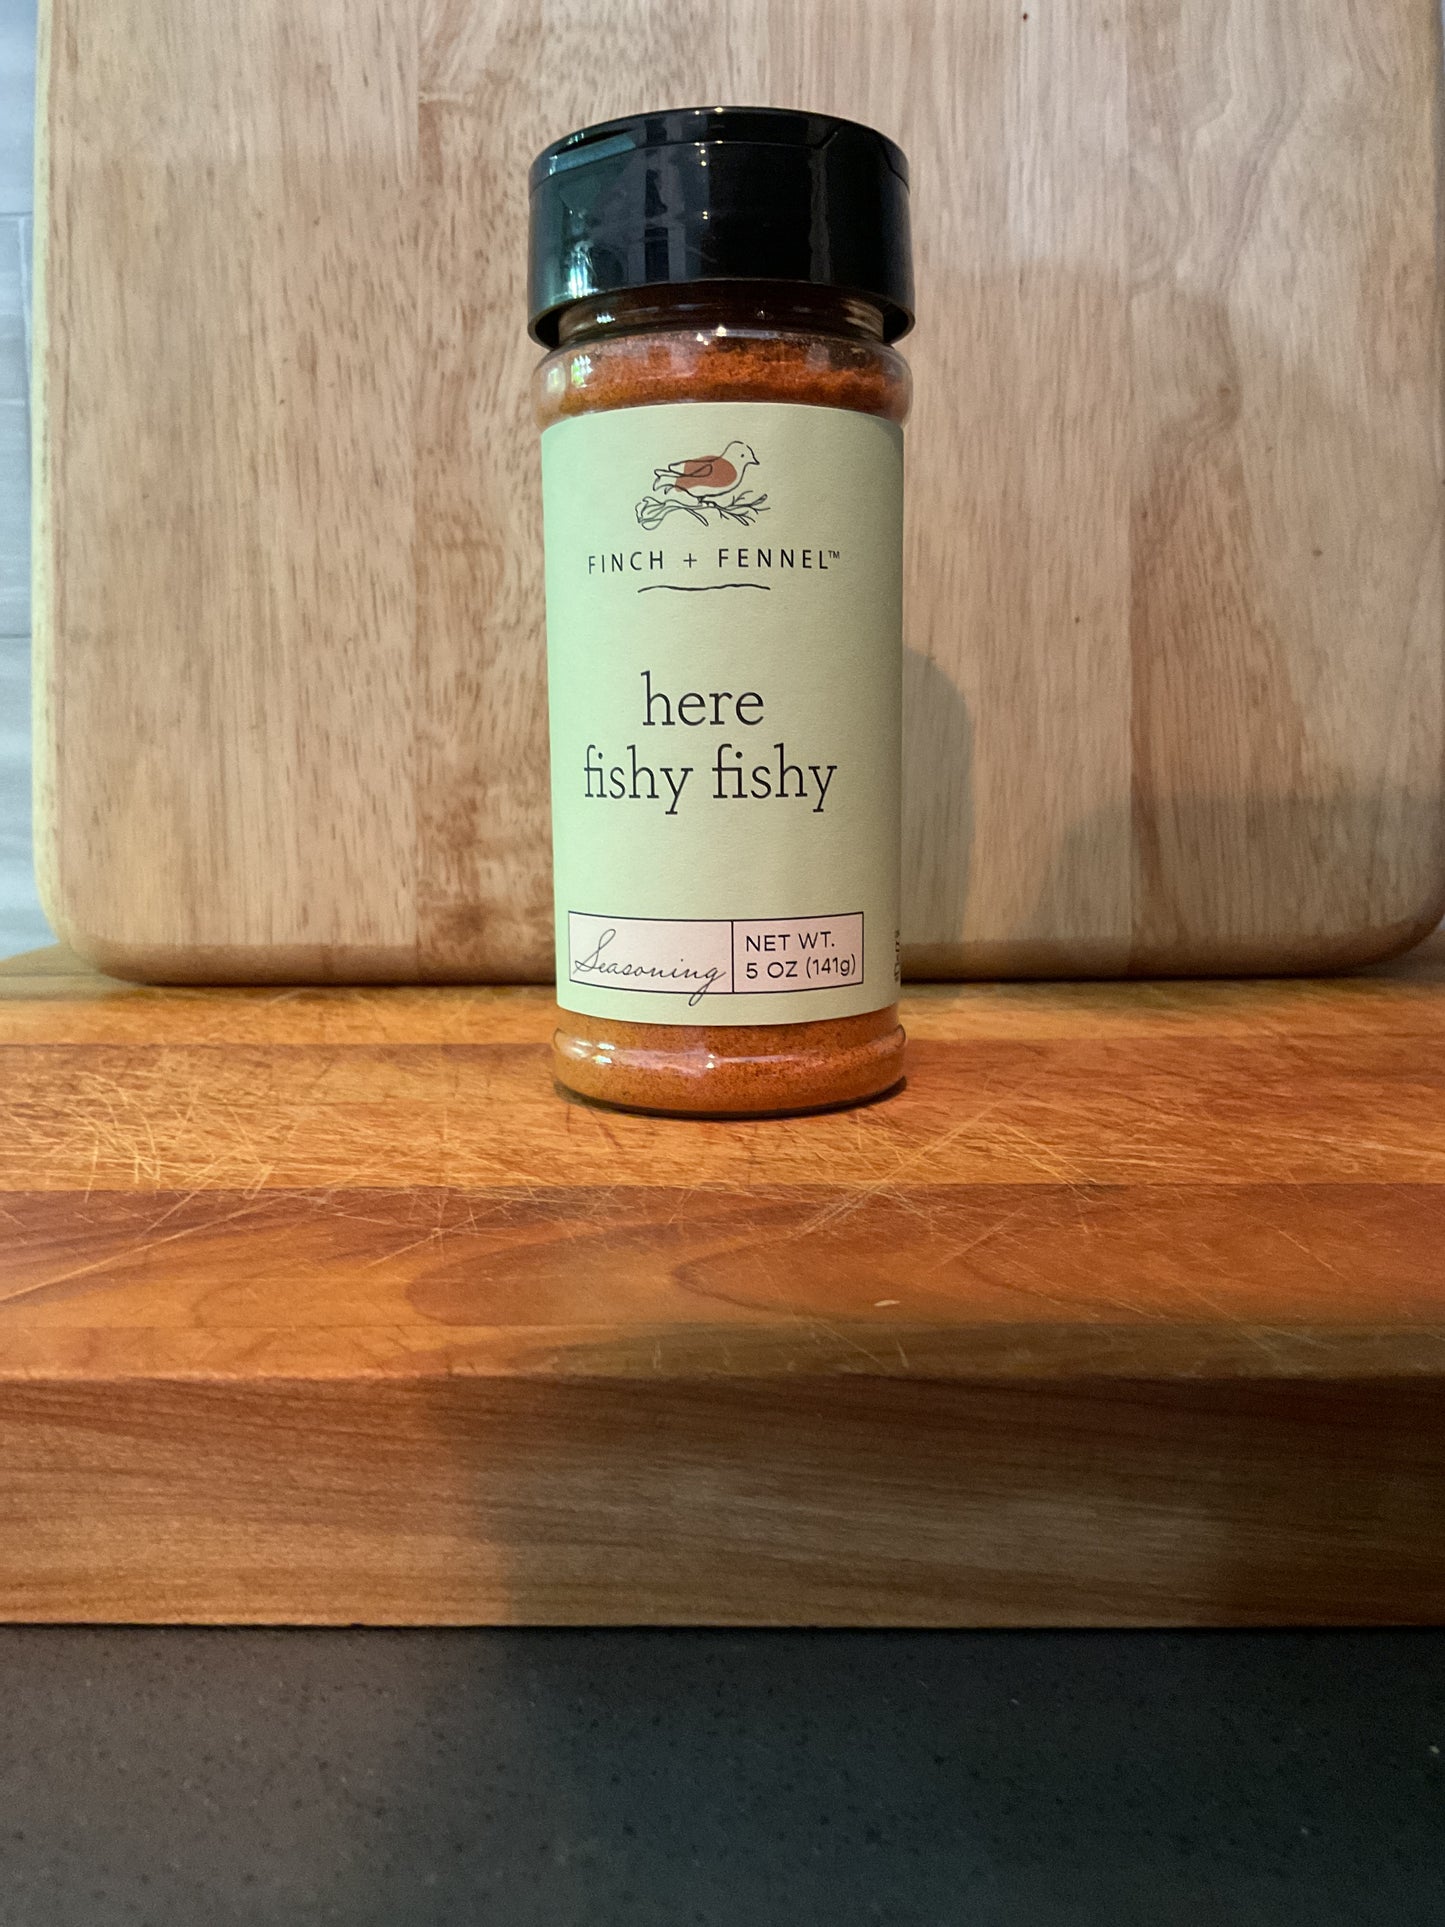 FINCH + FENNEL™
here
fishy fishy
Seasoning
NET WT.
5 OZ (141g)